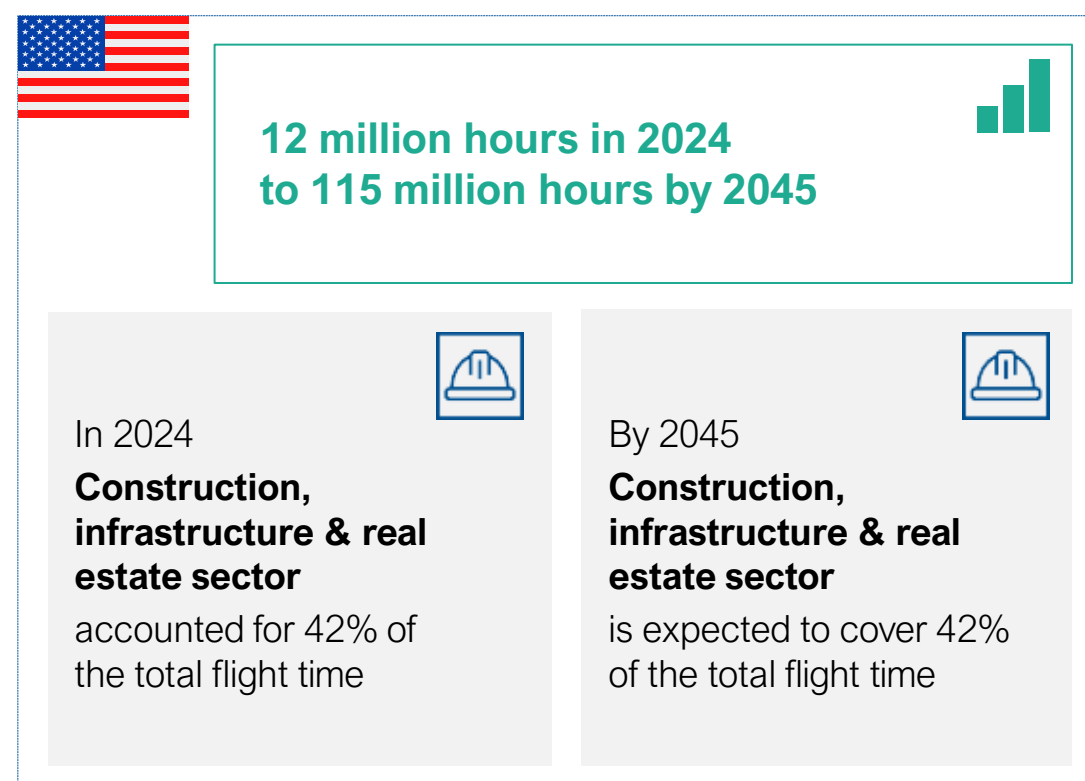 12 million hours in 2024
to 115 million hours by 2045
In 2024
Construction,
infrastructure & real
estate sector
accounted for 42% of
the total flight time
By 2045
Construction,
infrastructure & real
estate sector
is expected to cover 42%
of the total flight time